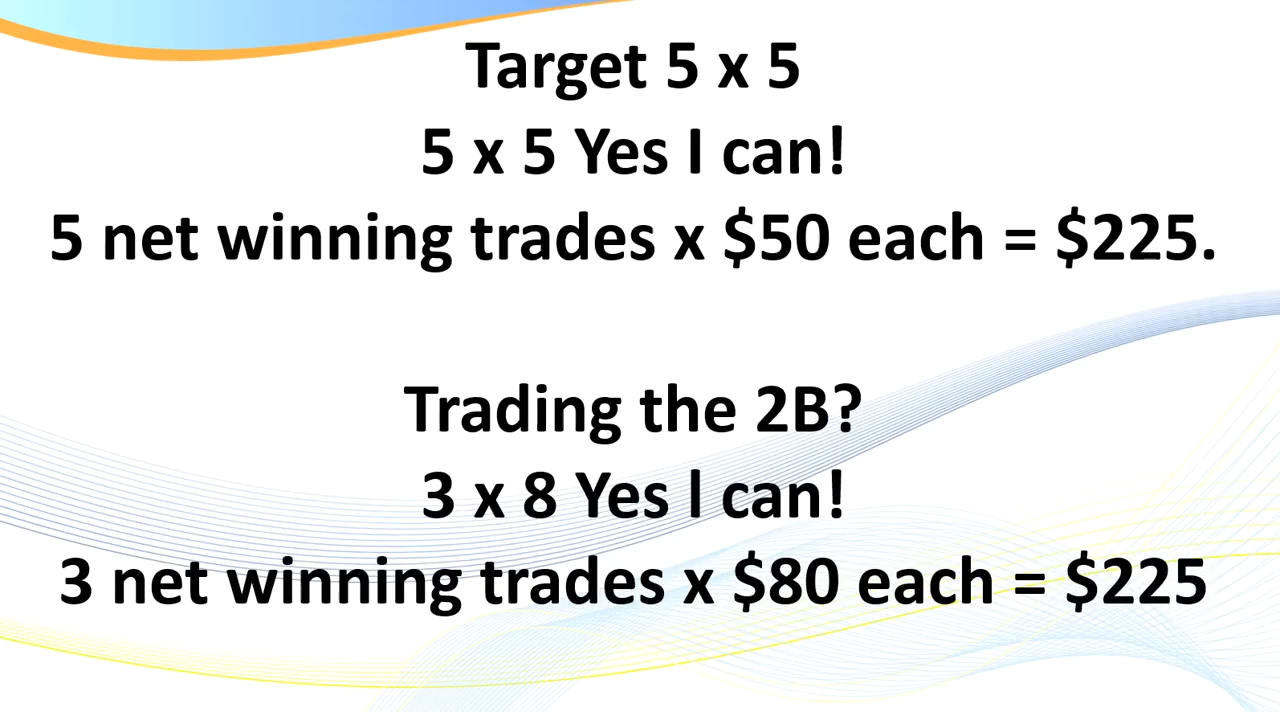 Target 5 x 5
5 x 5 Yes I can!
5 net winning trades x $50 each = $225.
Trading the 2B?
3 x 8 Yes I can!
3 net winning trades x $80 each = $225